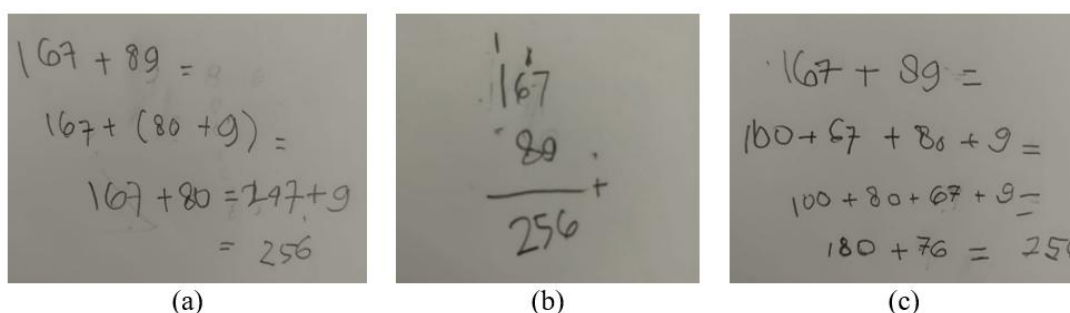 167 + 89 =
167 + (80 + 9) =
167 + 80 = 247 + 9
= 256
(a)
1 1
167
89
+
256
(b)
167 + 89 =
100 + 67 + 80 + 9 =
100 + 80 + 67 + 9 =
180 + 76 = 256
(c)